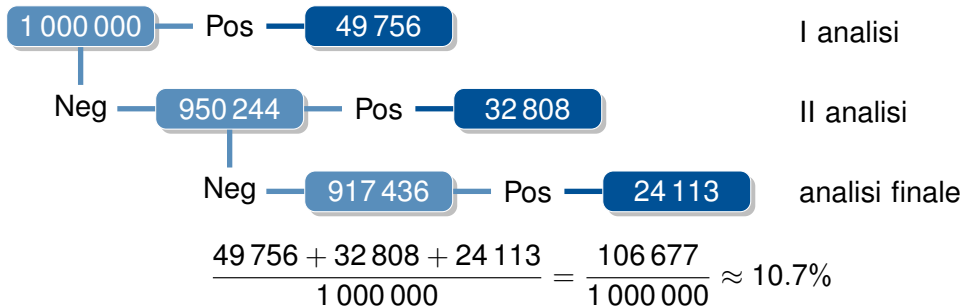 1 000 000 Pos 49 756 I analisi
Neg 950 244 Pos 32 808 II analisi
Neg 917 436 Pos 24 113 analisi finale
49 756 + 32 808 + 24 113 / 1 000 000 = 106 677 / 1 000 000 ≈ 10.7%